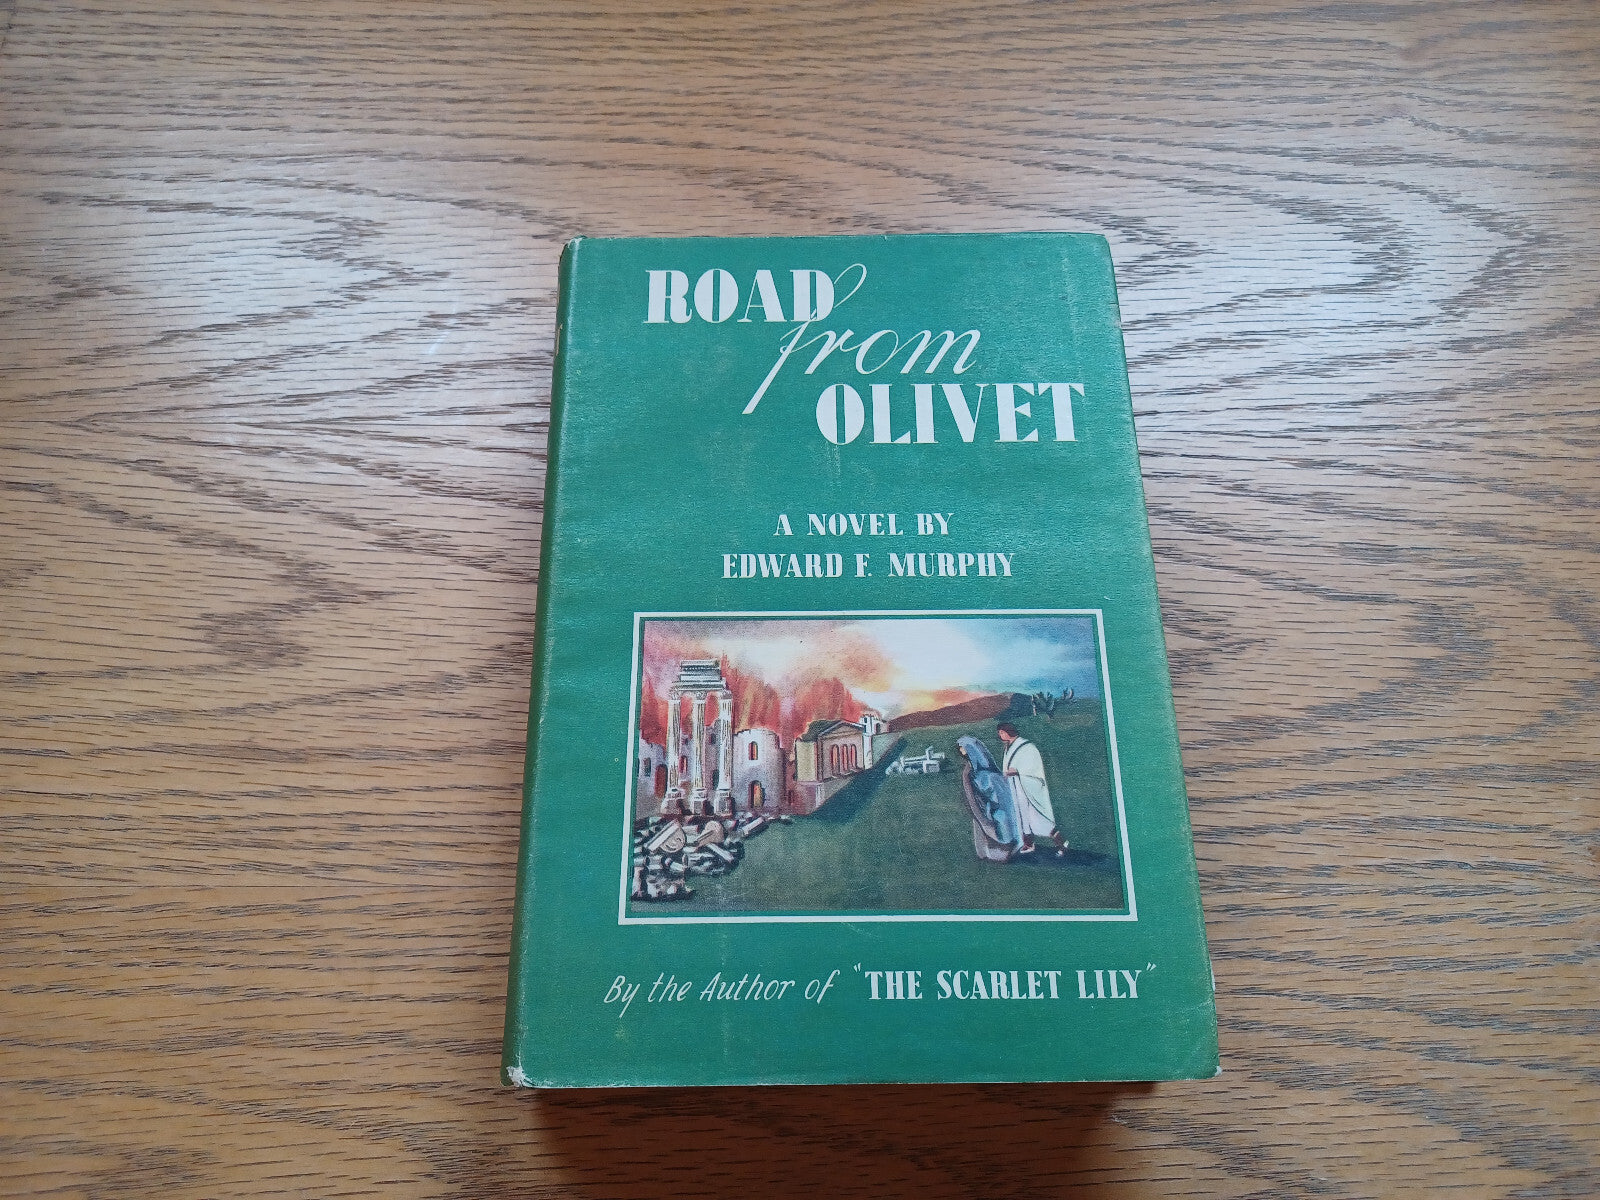 ROAD
from
OLIVET
A NOVEL BY
EDWARD F. MURPHY
By the Author of "THE SCARLET LILY"